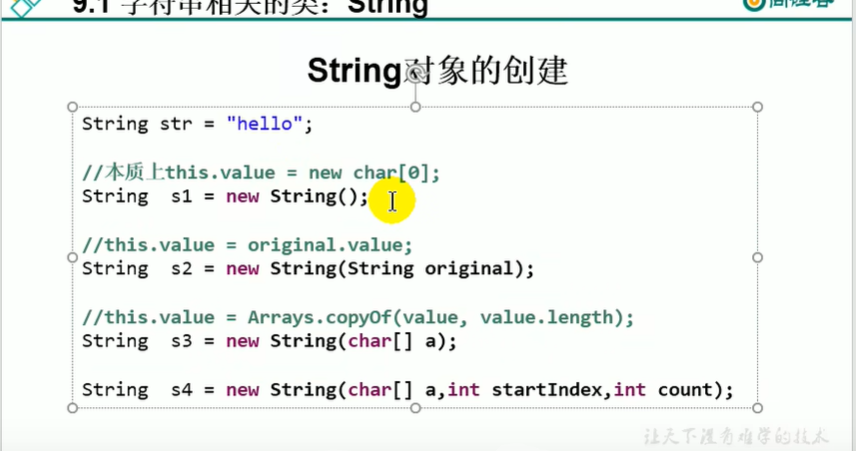 9.1 字符串相关的类：String
尚硅谷
String对象的创建
String str = "hello";
//本质上this.value = new char[0];
String  s1 = new String();
//this.value = original.value;
String  s2 = new String(String original);
//this.value = Arrays.copyOf(value, value.length);
String  s3 = new String(char[] a);
String  s4 = new String(char[] a,int startIndex,int count);
让天下没有难学的技术